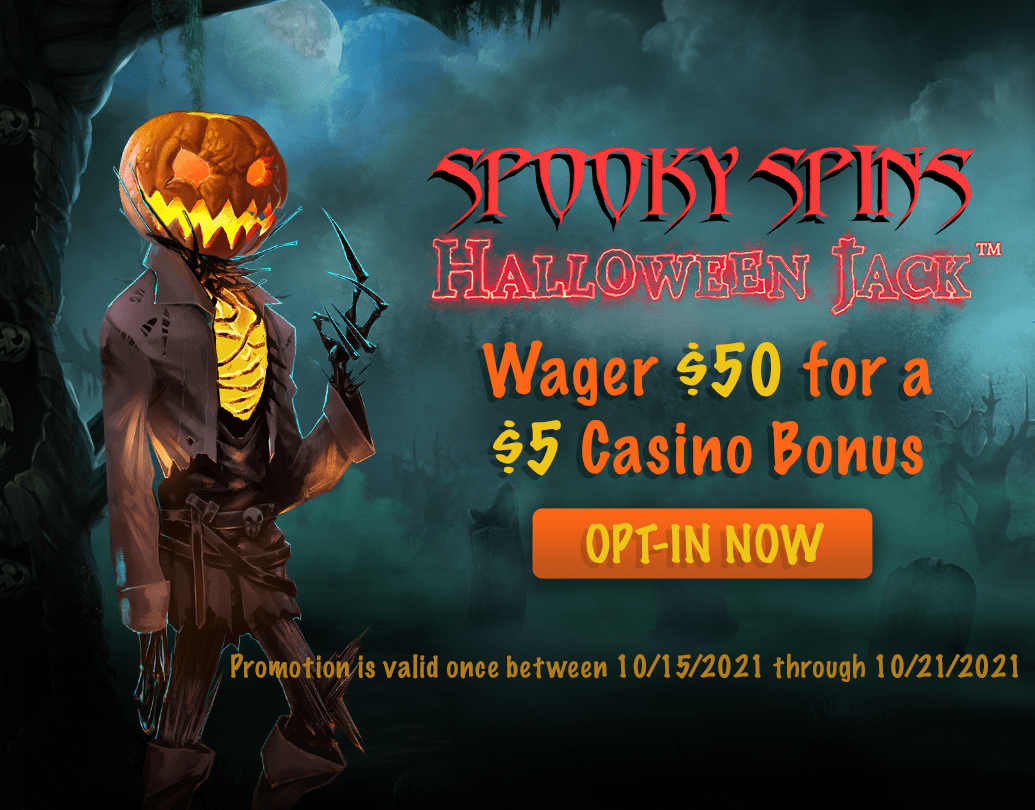 SPOOKY SPINS
HALLOWEEN JACK™
Wager $50 for a
$5 Casino Bonus
OPT-IN NOW
Promotion is valid once between 10/15/2021 through 10/21/2021